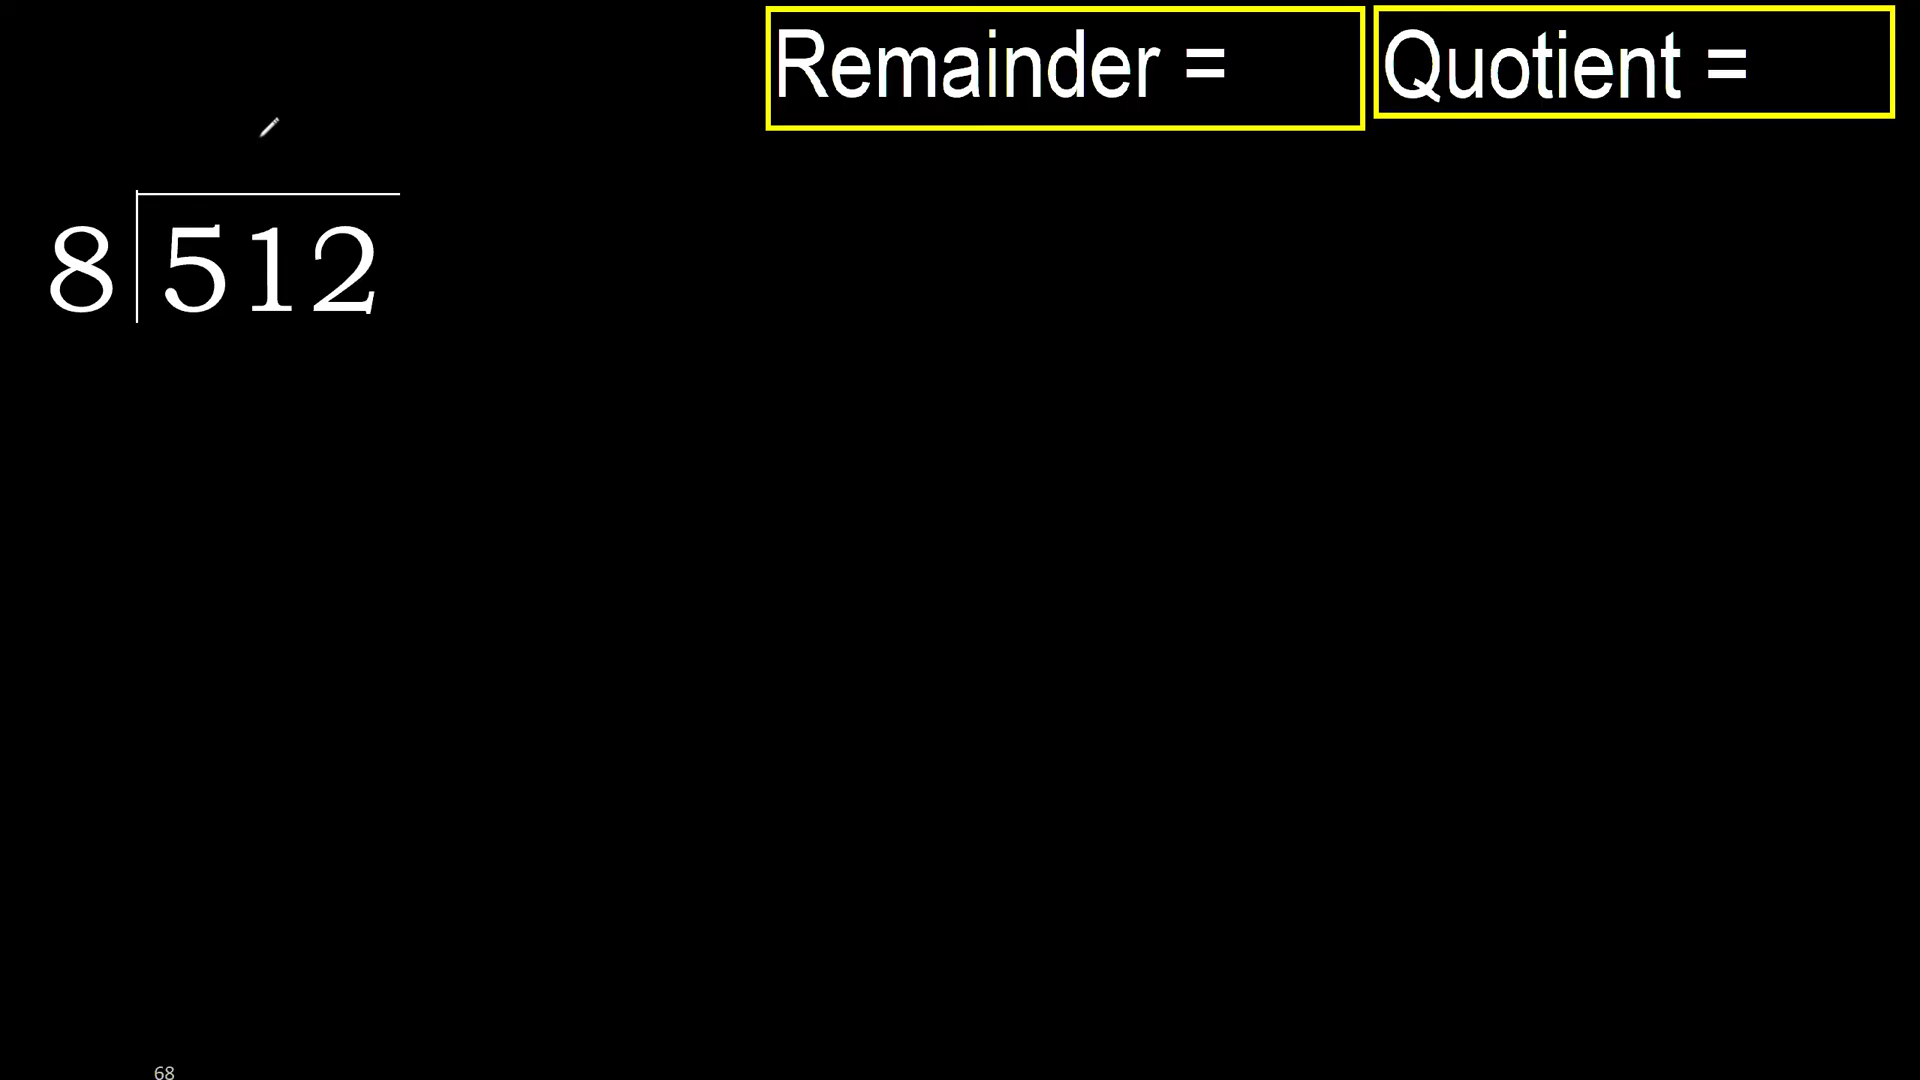 Remainder =
Quotient =
8 512
68